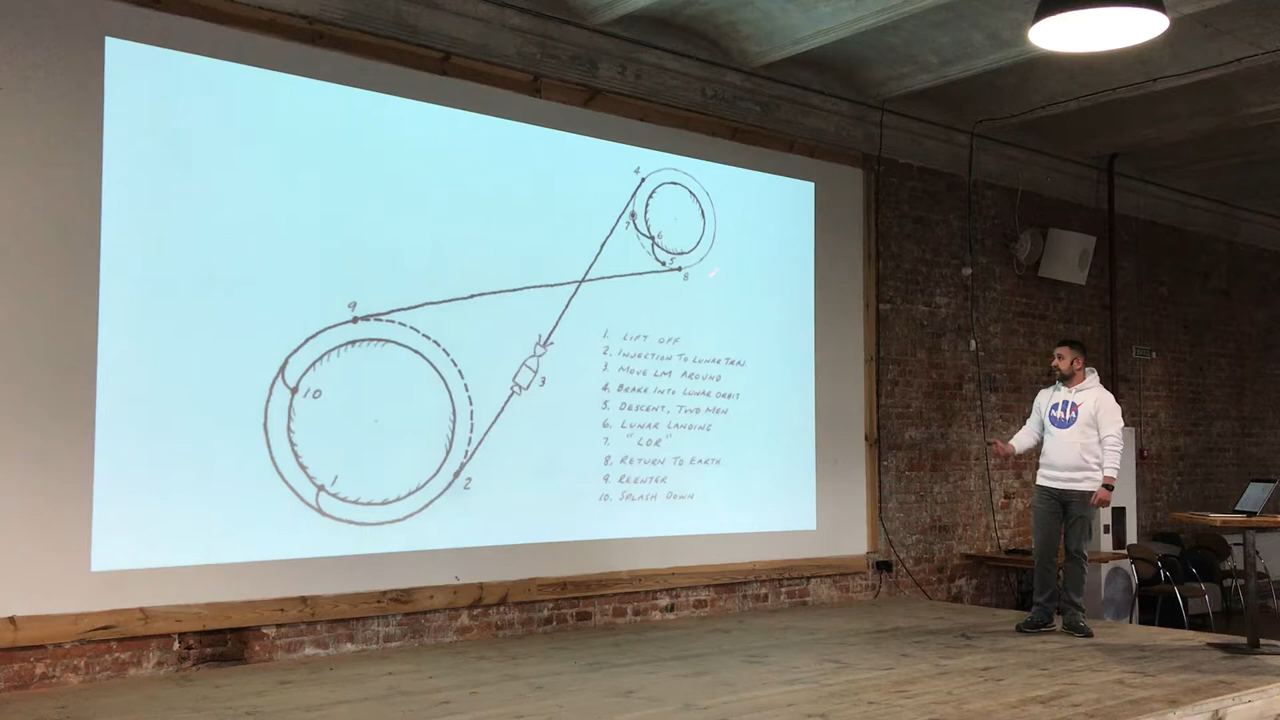 4
7
6
5
8
9
3
10
1
2
1. LIFT OFF
2. INJECTION TO LUNAR TRAJ.
3. MOVE LM AROUND
4. BRAKE INTO LUNAR ORBIT
5. DESCENT, TWO MEN
6. LUNAR LANDING
7. "LOR"
8. RETURN TO EARTH
9. REENTER
10. SPLASH DOWN
NASA